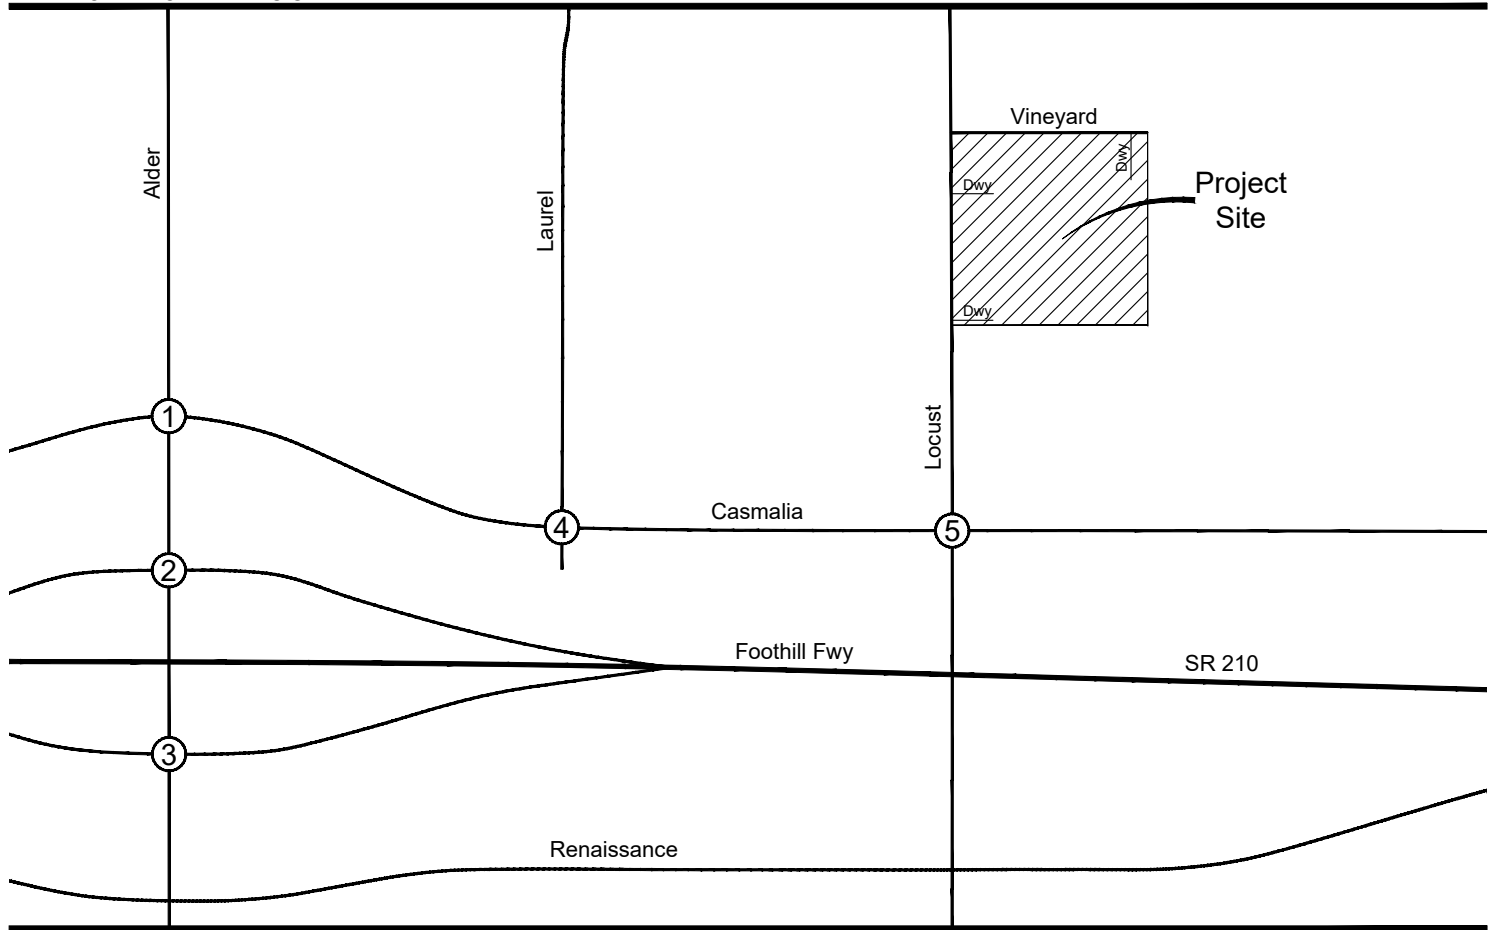 Vineyard
Alder
Dwy
Project
Site
Dwy
Laurel
Dwy
Locust
1
Casmalia
4
5
2
Foothill Fwy
SR 210
3
Renaissance